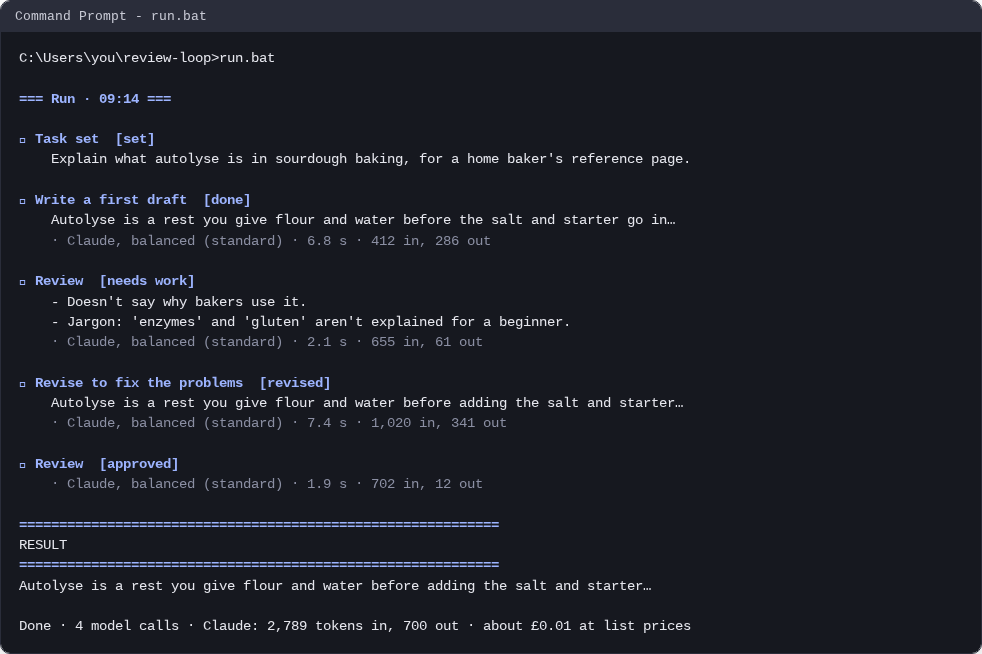 Command Prompt - run.bat
C:\Users\you\review-loop>run.bat
=== Run · 09:14 ===
Task set  [set]
Explain what autolyse is in sourdough baking, for a home baker's reference page.
Write a first draft  [done]
Autolyse is a rest you give flour and water before the salt and starter go in…
· Claude, balanced (standard) · 6.8 s · 412 in, 286 out
Review  [needs work]
- Doesn't say why bakers use it.
- Jargon: 'enzymes' and 'gluten' aren't explained for a beginner.
· Claude, balanced (standard) · 2.1 s · 655 in, 61 out
Revise to fix the problems  [revised]
Autolyse is a rest you give flour and water before adding the salt and starter…
· Claude, balanced (standard) · 7.4 s · 1,020 in, 341 out
Review  [approved]
· Claude, balanced (standard) · 1.9 s · 702 in, 12 out
============================================================
RESULT
============================================================
Autolyse is a rest you give flour and water before adding the salt and starter…
Done · 4 model calls · Claude: 2,789 tokens in, 700 out · about £0.01 at list prices